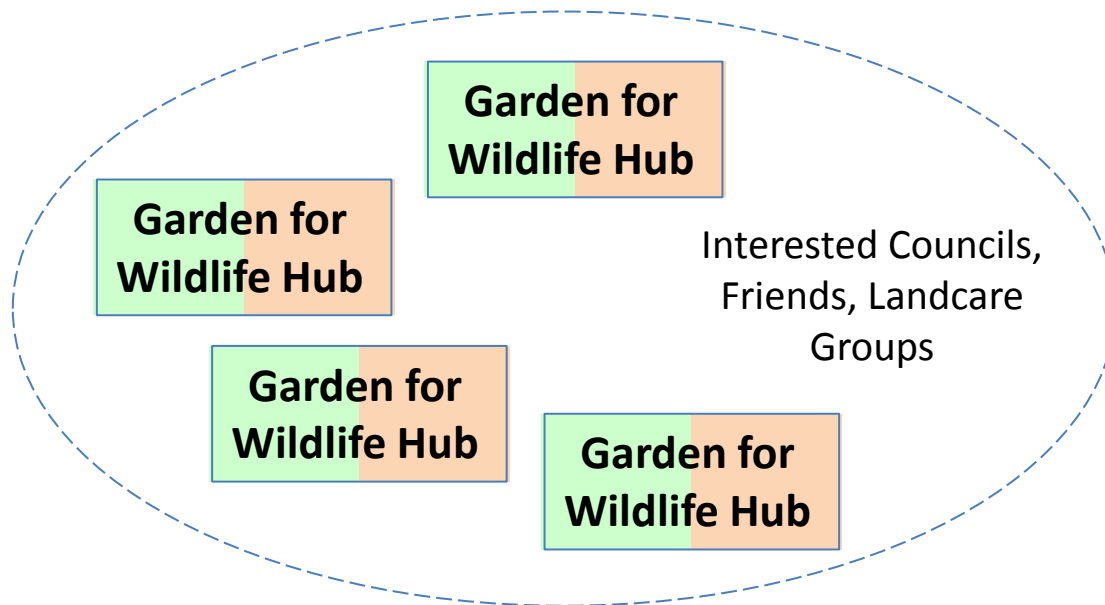 Garden for
Wildlife Hub
Garden for
Wildlife Hub
Interested Councils,
Friends, Landcare
Groups
Garden for
Wildlife Hub
Garden for
Wildlife Hub